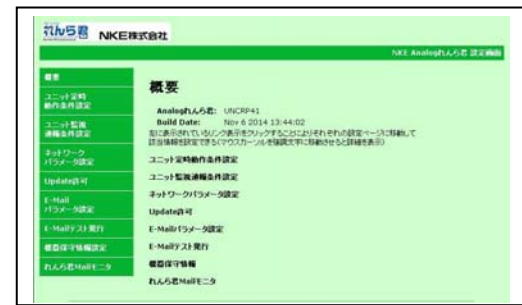 れんら君 NKE株式会社
NKE Analogれんら君 設定画面
概要
ユニット定時
動作条件設定
ユニット監視
通報条件設定
ネットワーク
パラメータ設定
Update許可
E-Mail
パラメータ設定
E-Mailテスト発行
機器保守情報設定
れんら君Mailモニタ
概要
Analogれんら君: UNCRP41
Build Date: Nov 6 2014 13:44:02
左に表示されているリンク表示をクリックすることによりそれぞれの設定ページに移動して
該当情報を設定できる(マウスカーソルを強調文字に移動させると詳細を表示)
ユニット定時動作条件設定
ユニット監視通報条件設定
ネットワークパラメータ設定
Update許可
E-Mailパラメータ設定
E-Mailテスト発行
機器保守情報
れんら君Mailモニタ